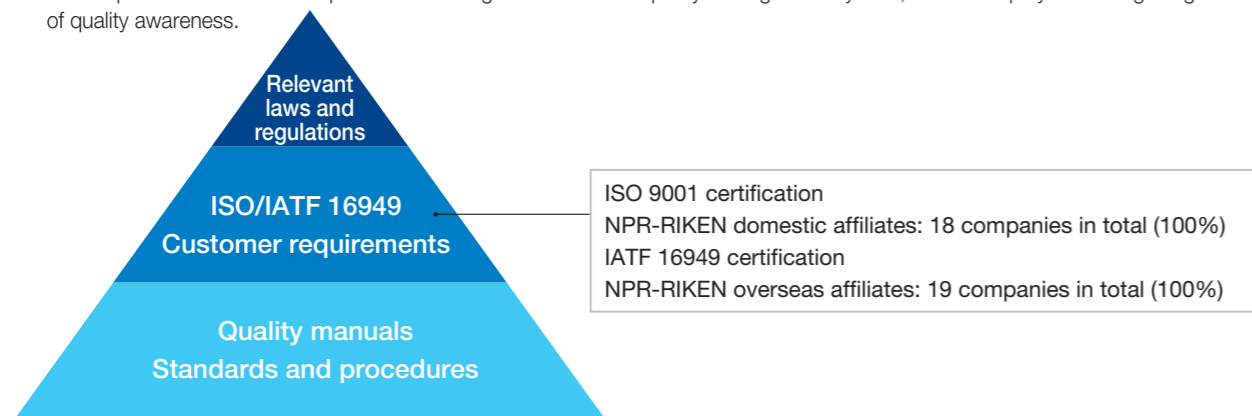 of quality awareness.
Relevant
laws and
regulations
ISO/IATF 16949
Customer requirements
ISO 9001 certification
NPR-RIKEN domestic affiliates: 18 companies in total (100%)
IATF 16949 certification
NPR-RIKEN overseas affiliates: 19 companies in total (100%)
Quality manuals
Standards and procedures